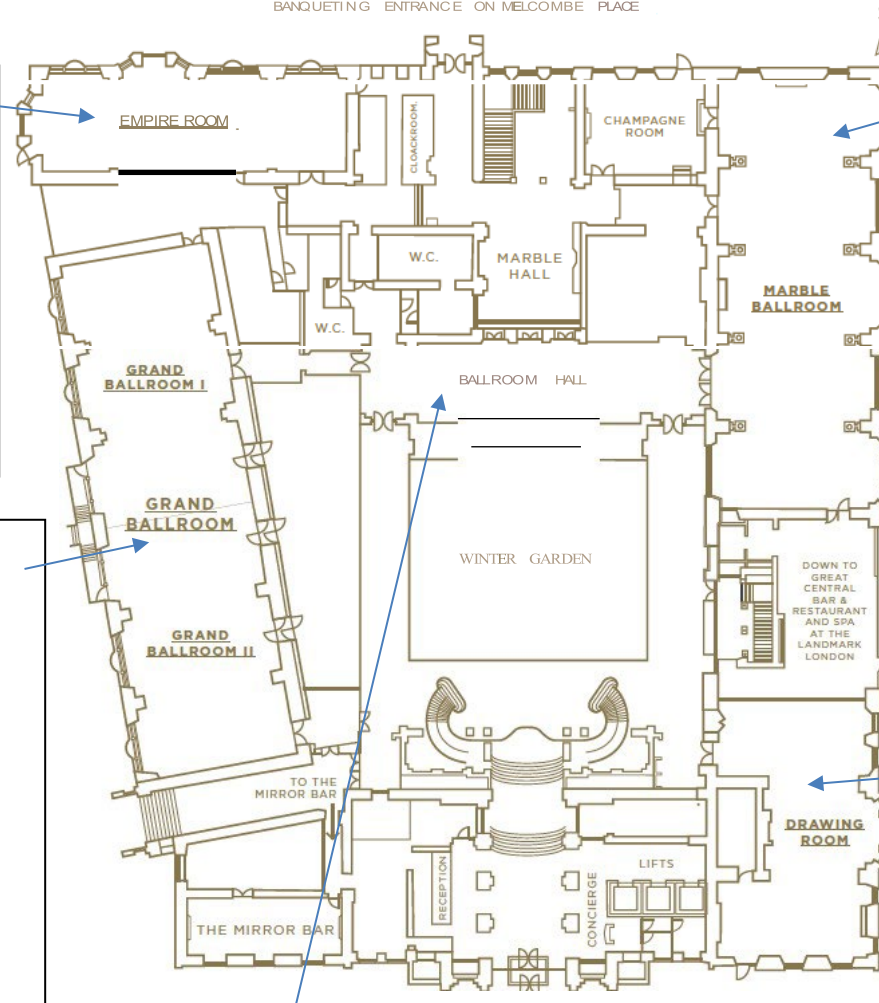 BANQUETING ENTRANCE ON MELCOMBE PLACE
EMPIRE ROOM .
CLOACKROOM.
CHAMPAGNE
ROOM
W.C.
MARBLE
HALL
MARBLE
BALLROOM
W.C.
GRAND
BALLROOM I
BALLROOM HALL
GRAND
BALLROOM
WINTER GARDEN
DOWN TO
GREAT
CENTRAL
BAR &
RESTAURANT
AND SPA
AT THE
LANDMARK
LONDON
GRAND
BALLROOM II
TO THE
MIRROR BAR
DRAWING
ROOM
RECEPTION
CONCIERGE
LIFTS
THE MIRROR BAR